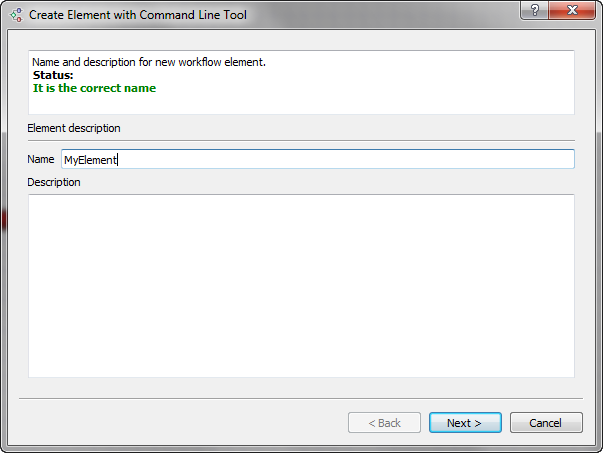 Create Element with Command Line Tool
?
Name and description for new workflow element.
Status:
It is the correct name
Element description
Name MyElement
Description
< Back Next > Cancel